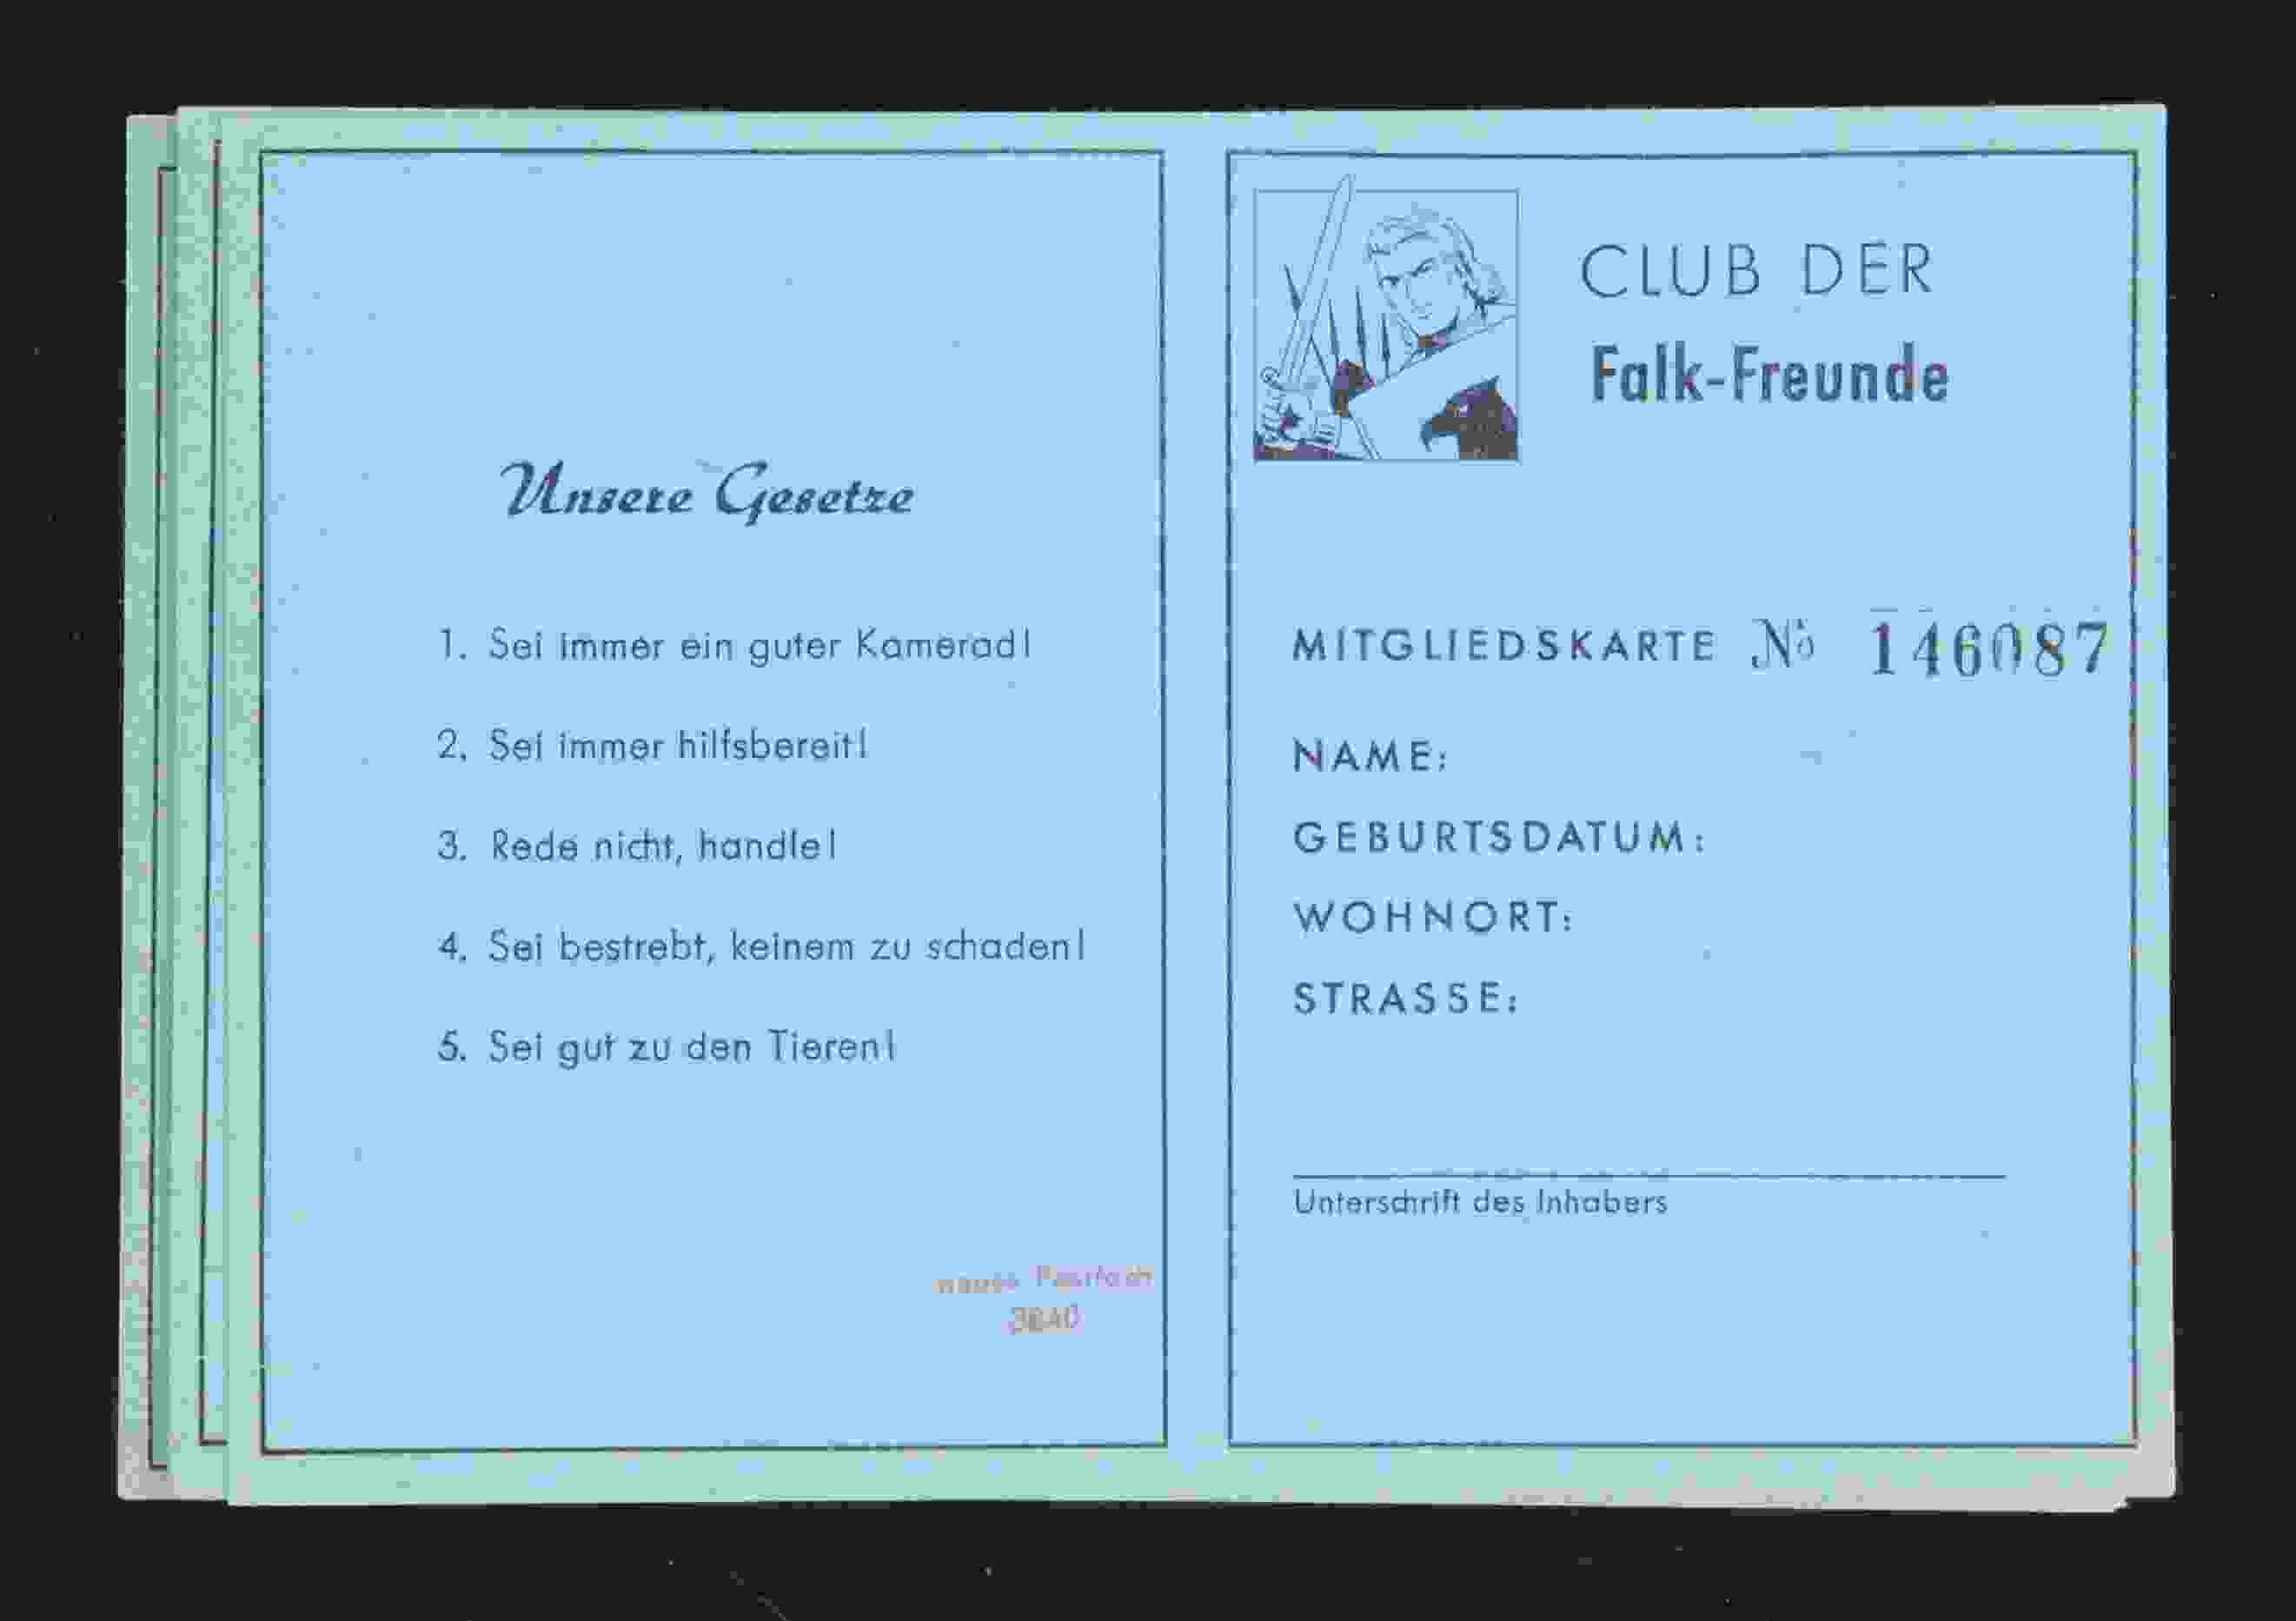 Unsere Gesetze
1. Sei immer ein guter Kamerad!
2. Sei immer hilfsbereit!
3. Rede nicht, handle!
4. Sei bestrebt, keinem zu schaden!
5. Sei gut zu den Tieren!
Postfach
3840
CLUB DER
Falk-Freunde
MITGLIEDSKARTE № 146087
NAME:
GEBURTSDATUM:
WOHNORT:
STRASSE:
Unterschrift des Inhabers